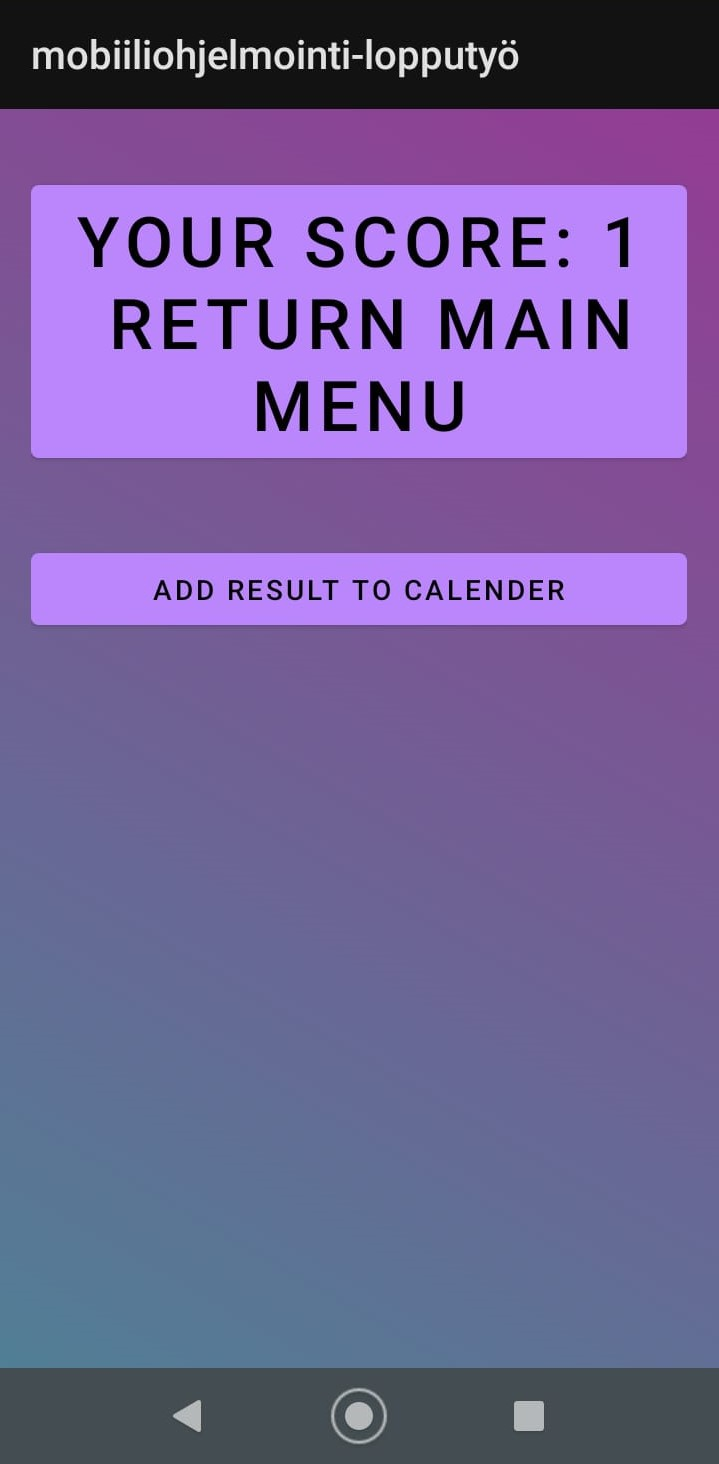 mobiiliohjelmointi-lopputyö
YOUR SCORE: 1
RETURN MAIN
MENU
ADD RESULT TO CALENDER